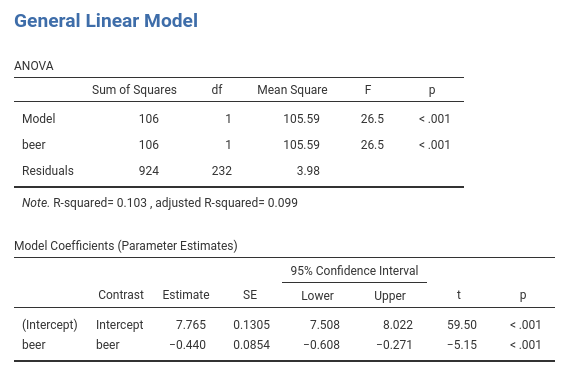 General Linear Model
ANOVA
Sum of Squares df Mean Square F p
Model 106 1 105.59 26.5 < .001
beer 106 1 105.59 26.5 < .001
Residuals 924 232 3.98
Note. R-squared= 0.103 , adjusted R-squared= 0.099
Model Coefficients (Parameter Estimates)
95% Confidence Interval
Contrast Estimate SE Lower Upper t p
(Intercept) Intercept 7.765 0.1305 7.508 8.022 59.50 < .001
beer beer −0.440 0.0854 −0.608 −0.271 −5.15 < .001